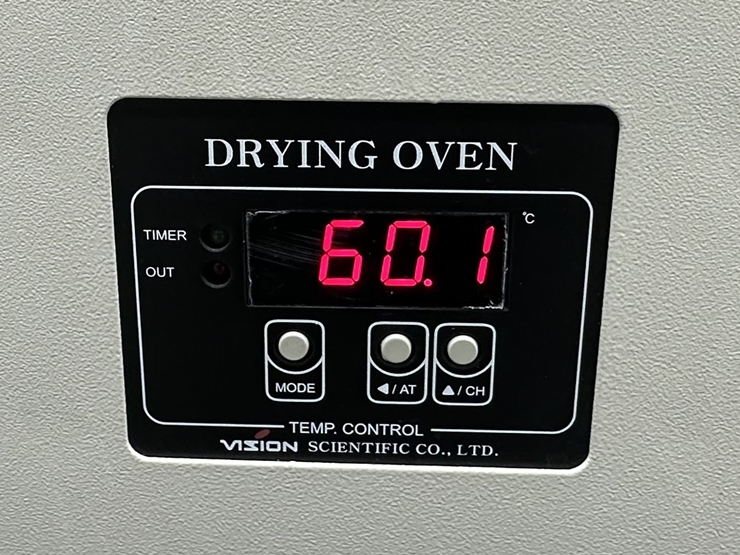 DRYING OVEN
TIMER
OUT
60.1
°C
MODE
◀/AT
▲/CH
TEMP. CONTROL
VISION SCIENTIFIC CO., LTD.